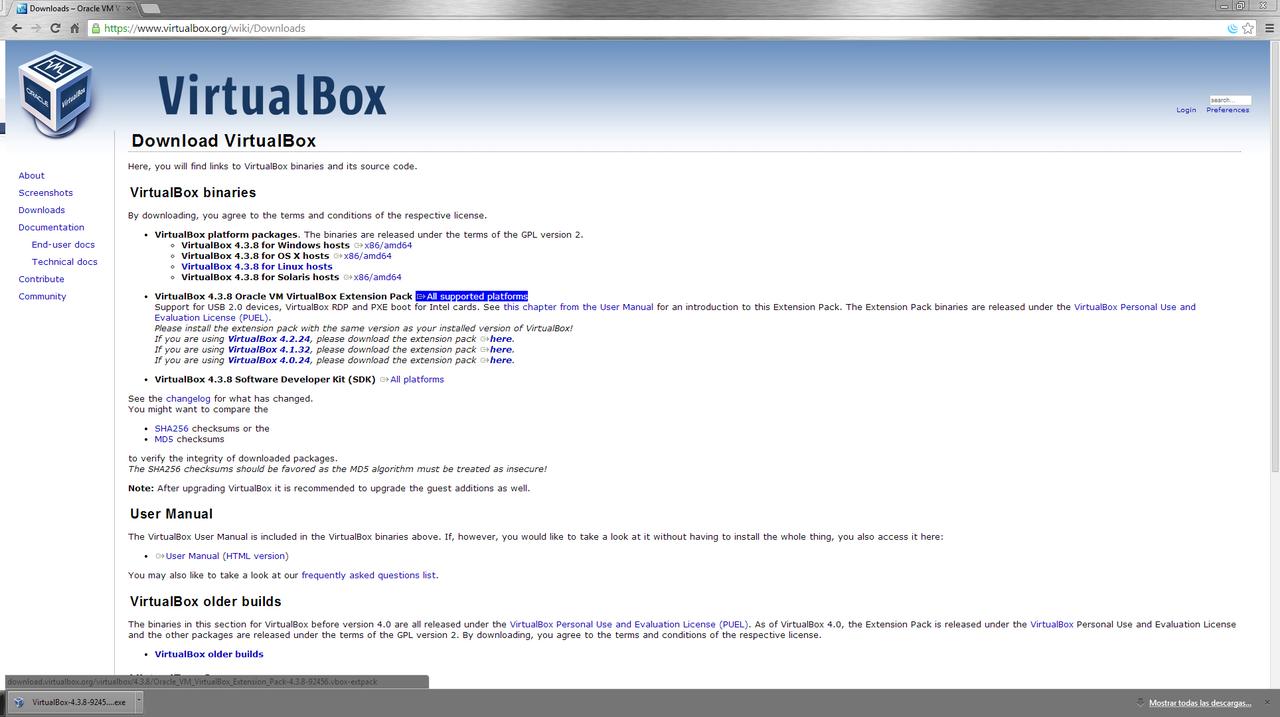 Downloads – Oracle VM V
https://www.virtualbox.org/wiki/Downloads
VM
ORACLE
VirtualBox
VirtualBox
search...
Login Preferences
About
Screenshots
Downloads
Documentation
End-user docs
Technical docs
Contribute
Community
Download VirtualBox
Here, you will find links to VirtualBox binaries and its source code.
VirtualBox binaries
By downloading, you agree to the terms and conditions of the respective license.
VirtualBox platform packages. The binaries are released under the terms of the GPL version 2.
VirtualBox 4.3.8 for Windows hosts x86/amd64
VirtualBox 4.3.8 for OS X hosts x86/amd64
VirtualBox 4.3.8 for Linux hosts
VirtualBox 4.3.8 for Solaris hosts x86/amd64
VirtualBox 4.3.8 Oracle VM VirtualBox Extension Pack All supported platforms
Support for USB 2.0 devices, VirtualBox RDP and PXE boot for Intel cards. See this chapter from the User Manual for an introduction to this Extension Pack. The Extension Pack binaries are released under the VirtualBox Personal Use and
Evaluation License (PUEL).
Please install the extension pack with the same version as your installed version of VirtualBox!
If you are using VirtualBox 4.2.24, please download the extension pack here.
If you are using VirtualBox 4.1.32, please download the extension pack here.
If you are using VirtualBox 4.0.24, please download the extension pack here.
VirtualBox 4.3.8 Software Developer Kit (SDK) All platforms
See the changelog for what has changed.
You might want to compare the
SHA256 checksums or the
MD5 checksums
to verify the integrity of downloaded packages.
The SHA256 checksums should be favored as the MD5 algorithm must be treated as insecure!
Note: After upgrading VirtualBox it is recommended to upgrade the guest additions as well.
User Manual
The VirtualBox User Manual is included in the VirtualBox binaries above. If, however, you would like to take a look at it without having to install the whole thing, you also access it here:
User Manual (HTML version)
You may also like to take a look at our frequently asked questions list.
VirtualBox older builds
The binaries in this section for VirtualBox before version 4.0 are all released under the VirtualBox Personal Use and Evaluation License (PUEL). As of VirtualBox 4.0, the Extension Pack is released under the VirtualBox Personal Use and Evaluation License
and the other packages are released under the terms of the GPL version 2. By downloading, you agree to the terms and conditions of the respective license.
VirtualBox older builds
download.virtualbox.org/virtualbox/4.3.8/Oracle_VM_VirtualBox_Extension_Pack-4.3.8-92456.vbox-extpack
VirtualBox-4.3.8-9245....exe
Mostrar todas las descargas...